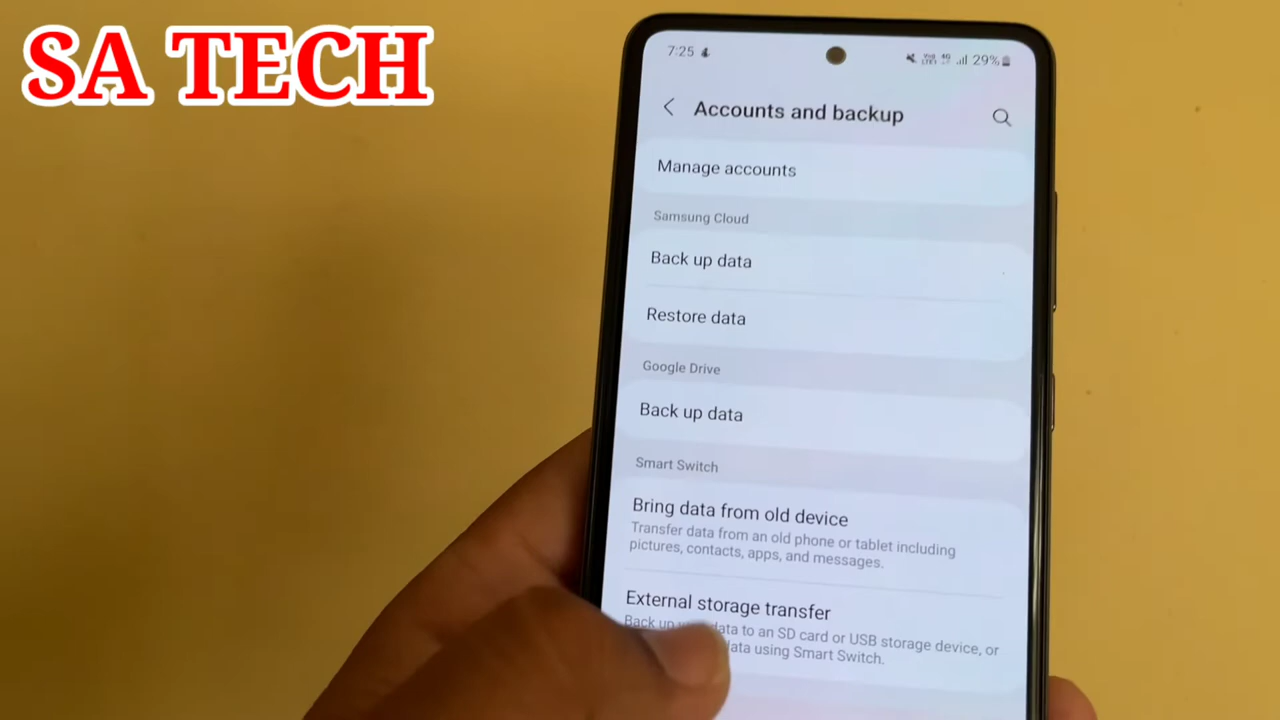 SA TECH
7:25
29%
Accounts and backup
Manage accounts
Samsung Cloud
Back up data
Restore data
Google Drive
Back up data
Smart Switch
Bring data from old device
Transfer data from an old phone or tablet including
pictures, contacts, apps, and messages.
External storage transfer
Back up data to an SD card or USB storage device, or
data using Smart Switch.